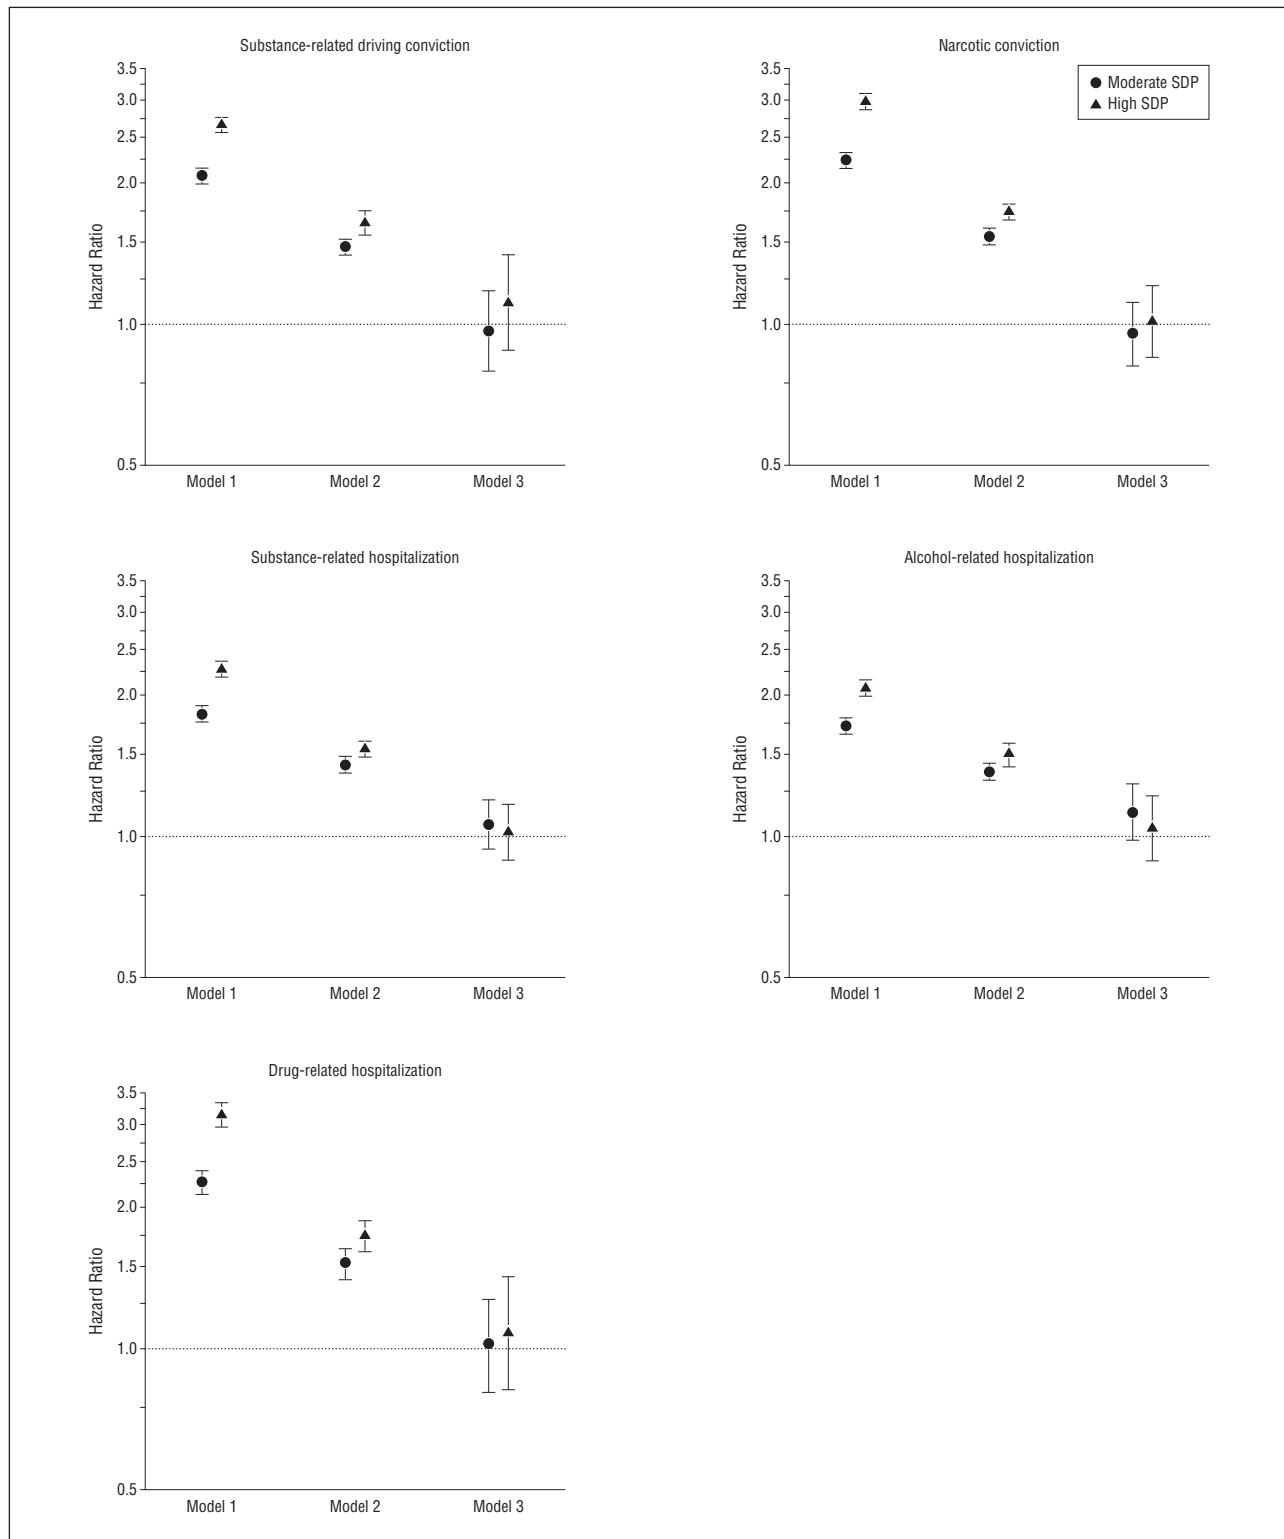 Substance-related driving conviction
3.5
3.0
2.5
2.0
1.5
1.0
0.5
Hazard Ratio
Model 1 Model 2 Model 3
Narcotic conviction
3.5
3.0
2.5
2.0
1.5
1.0
0.5
Hazard Ratio
Moderate SDP
High SDP
Model 1 Model 2 Model 3
Substance-related hospitalization
3.5
3.0
2.5
2.0
1.5
1.0
0.5
Hazard Ratio
Model 1 Model 2 Model 3
Alcohol-related hospitalization
3.5
3.0
2.5
2.0
1.5
1.0
0.5
Hazard Ratio
Model 1 Model 2 Model 3
Drug-related hospitalization
3.5
3.0
2.5
2.0
1.5
1.0
0.5
Hazard Ratio
Model 1 Model 2 Model 3